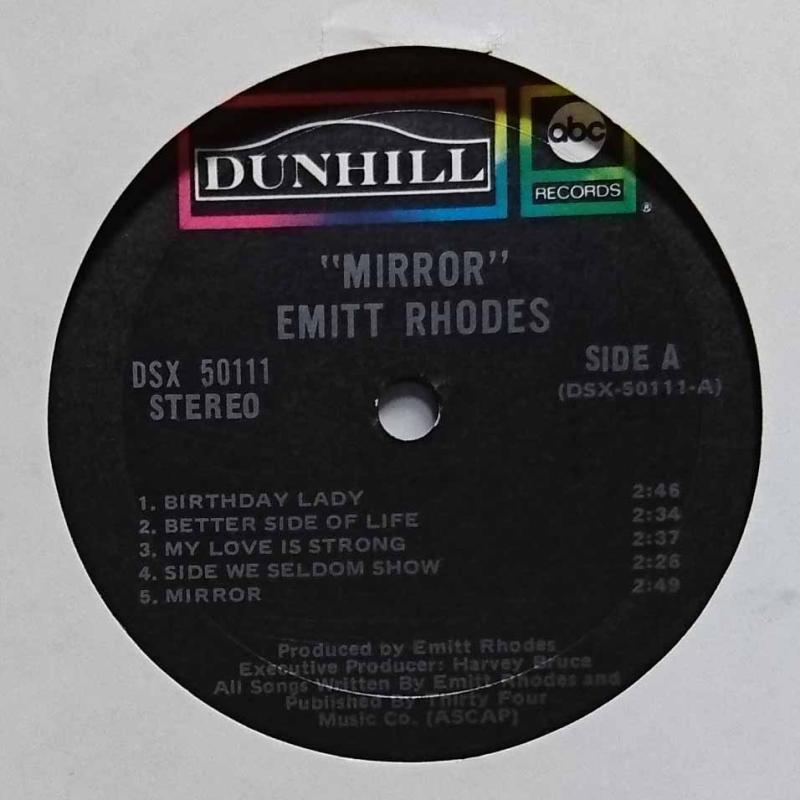 DUNHILL
abc
RECORDS
®
"MIRROR"
EMITT RHODES
DSX 50111
STEREO
SIDE A
(DSX-50111-A)
1. BIRTHDAY LADY 2:46
2. BETTER SIDE OF LIFE 2:34
3. MY LOVE IS STRONG 2:37
4. SIDE WE SELDOM SHOW 2:26
5. MIRROR 2:49
Produced by Emitt Rhodes
Executive Producer: Harvey Bruce
All Songs Written By Emitt Rhodes and
Published By Thirty Four
Music Co. (ASCAP)